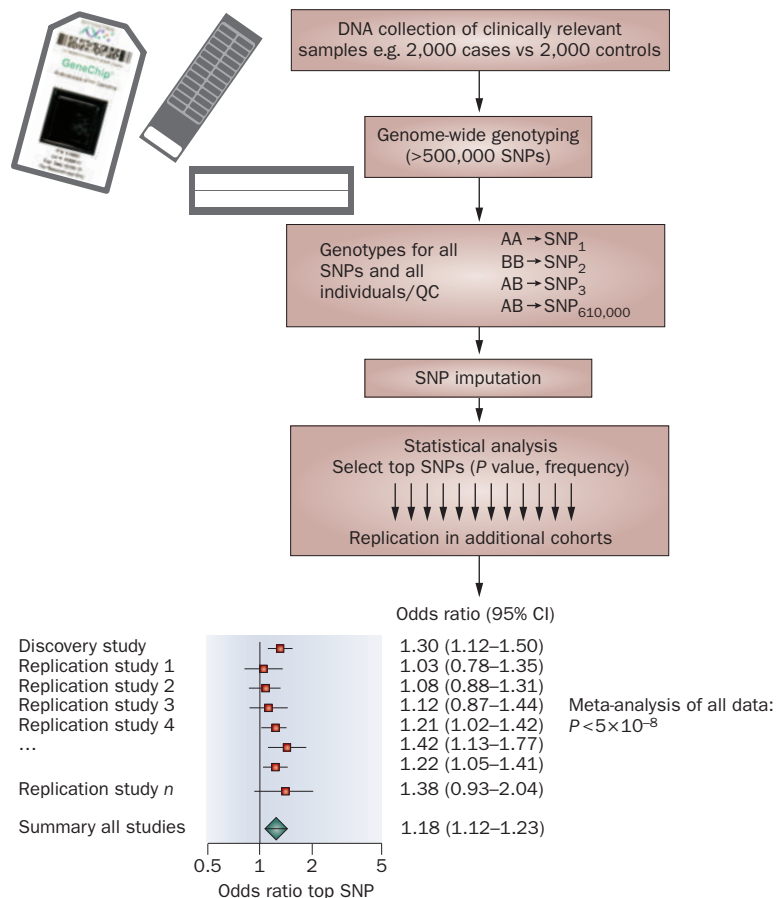 GeneChip
DNA collection of clinically relevant
samples e.g. 2,000 cases vs 2,000 controls
Genome-wide genotyping
(>500,000 SNPs)
Genotypes for all
SNPs and all
individuals/QC
AA → SNP1
BB → SNP2
AB → SNP3
AB → SNP610,000
SNP imputation
Statistical analysis
Select top SNPs (P value, frequency)
Replication in additional cohorts
Odds ratio (95% CI)
Discovery study 1.30 (1.12–1.50)
Replication study 1 1.03 (0.78–1.35)
Replication study 2 1.08 (0.88–1.31)
Replication study 3 1.12 (0.87–1.44)
Replication study 4 1.21 (1.02–1.42)
... 1.42 (1.13–1.77)
1.22 (1.05–1.41)
Replication study n 1.38 (0.93–2.04)
Summary all studies 1.18 (1.12–1.23)
Meta-analysis of all data:
P<5×10–8
0.5 1 2 5
Odds ratio top SNP